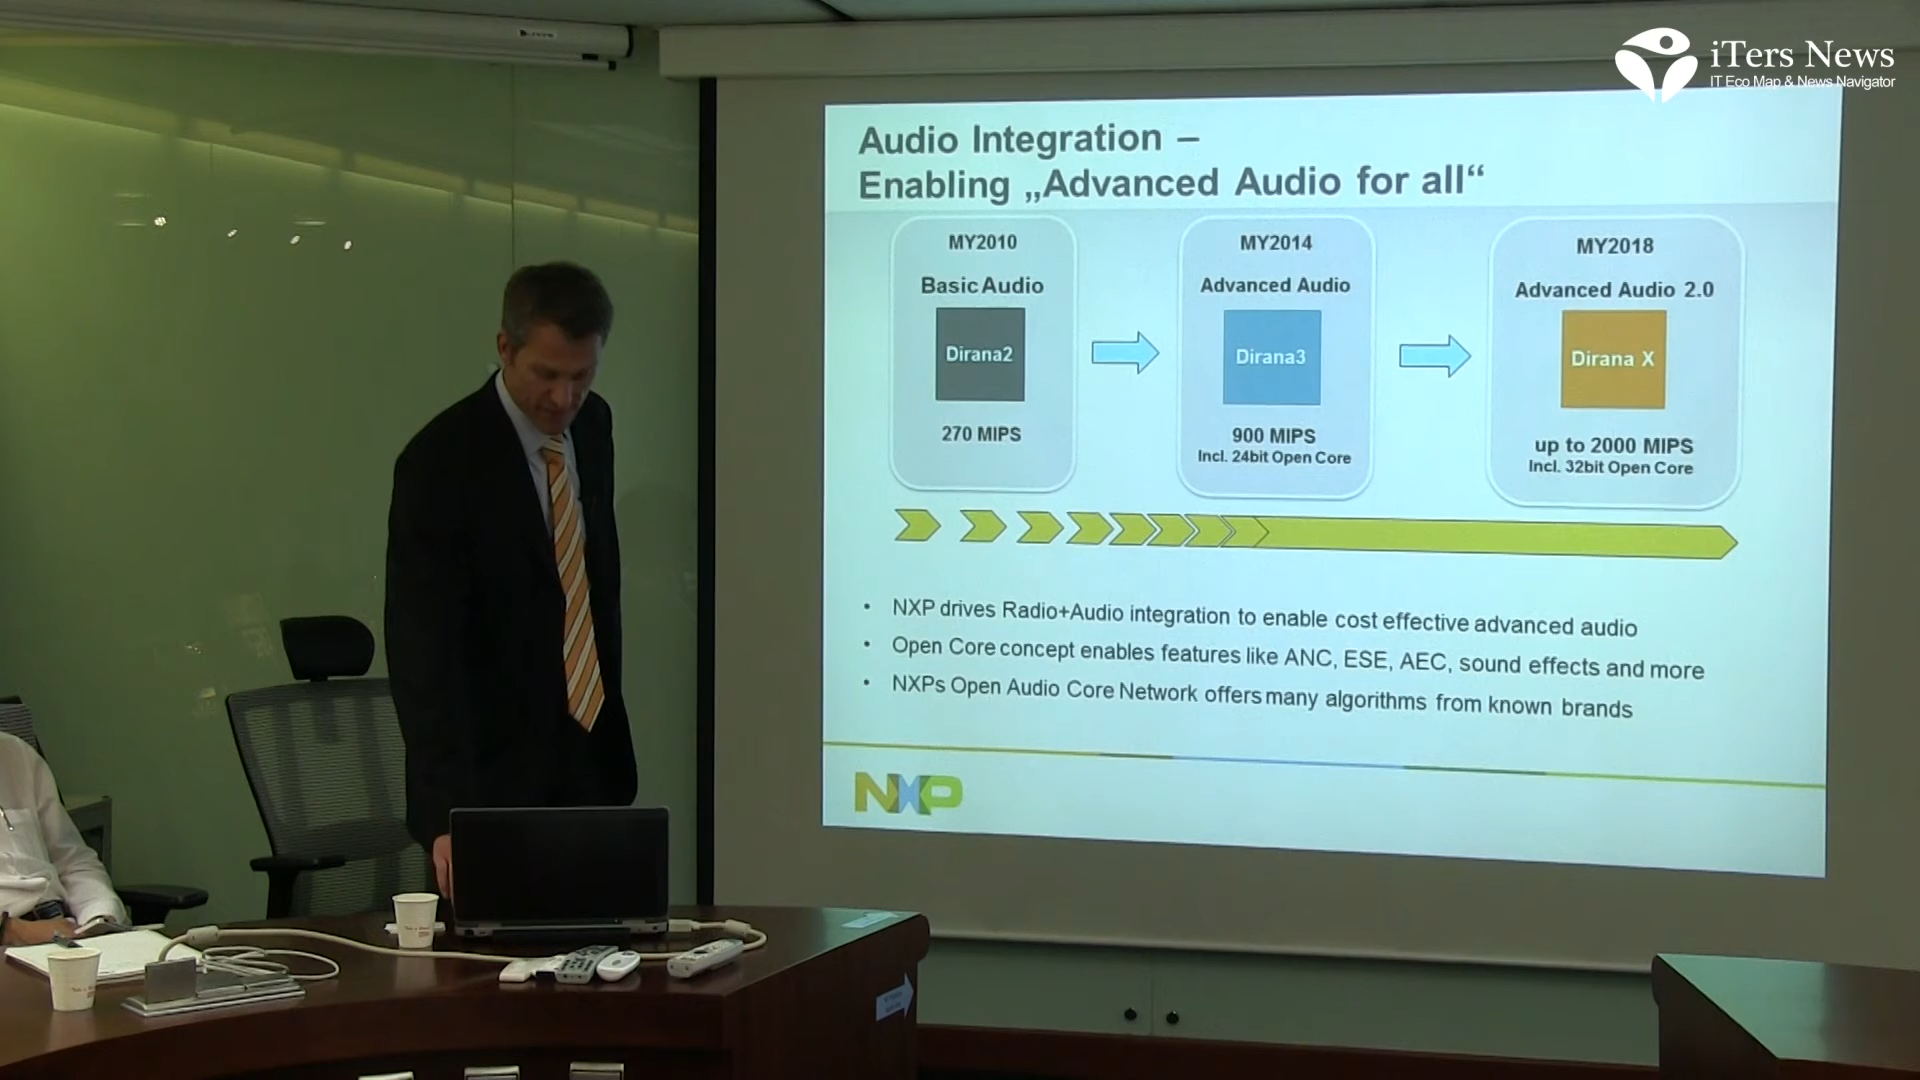 iTers News
IT Eco Map & News Navigator
Audio Integration –
Enabling „Advanced Audio for all“
MY2010
Basic Audio
Dirana2
270 MIPS
MY2014
Advanced Audio
Dirana3
900 MIPS
Incl. 24bit Open Core
MY2018
Advanced Audio 2.0
Dirana X
up to 2000 MIPS
Incl. 32bit Open Core
• NXP drives Radio+Audio integration to enable cost effective advanced audio
• Open Core concept enables features like ANC, ESE, AEC, sound effects and more
• NXPs Open Audio Core Network offers many algorithms from known brands
NXP